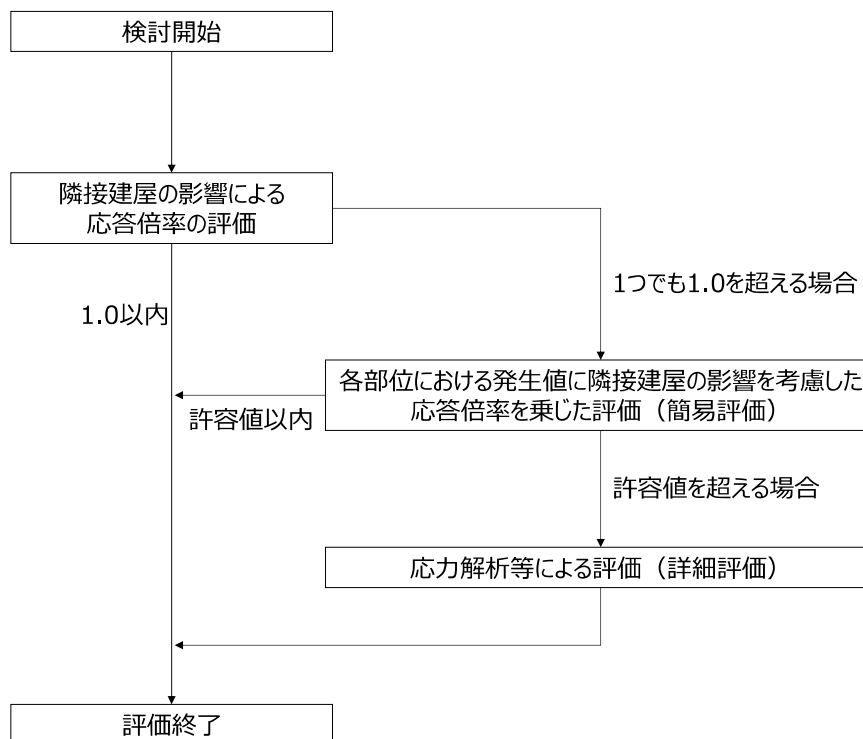 検討開始
隣接建屋の影響による
応答倍率の評価
1つでも1.0を超える場合
1.0以内
各部位における発生値に隣接建屋の影響を考慮した
応答倍率を乗じた評価（簡易評価）
許容値以内
許容値を超える場合
応力解析等による評価（詳細評価）
評価終了